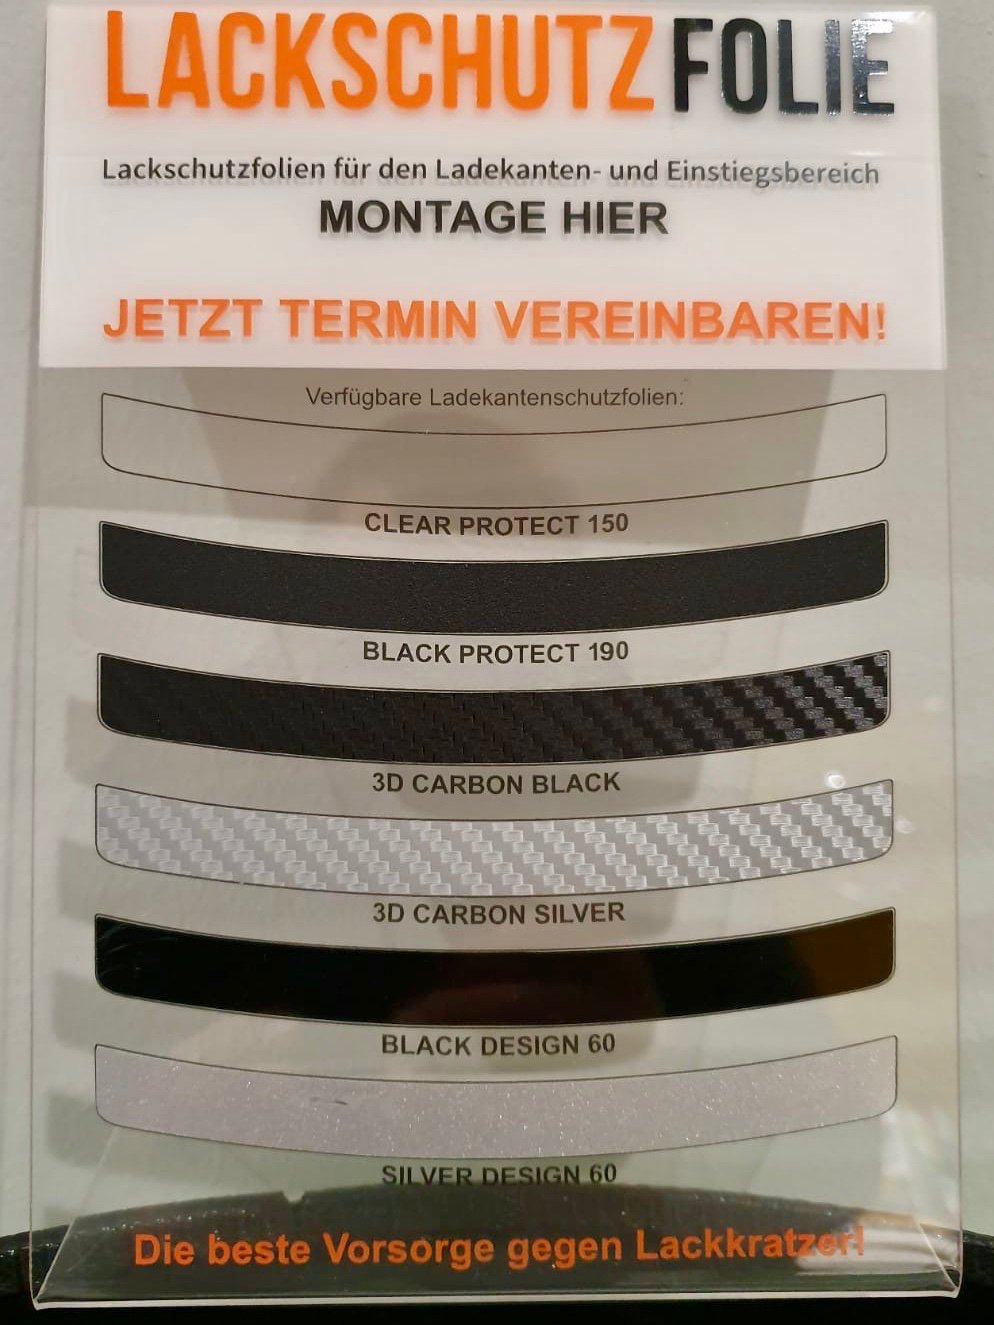 LACKSCHUTZFOLIE
Lackschutzfolien für den Ladekanten- und Einstiegsbereich
MONTAGE HIER
JETZT TERMIN VEREINBAREN!
Verfügbare Ladekantenschutzfolien:
CLEAR PROTECT 150
BLACK PROTECT 190
3D CARBON BLACK
3D CARBON SILVER
BLACK DESIGN 60
SILVER DESIGN 60
Die beste Vorsorge gegen Lackkratzer!